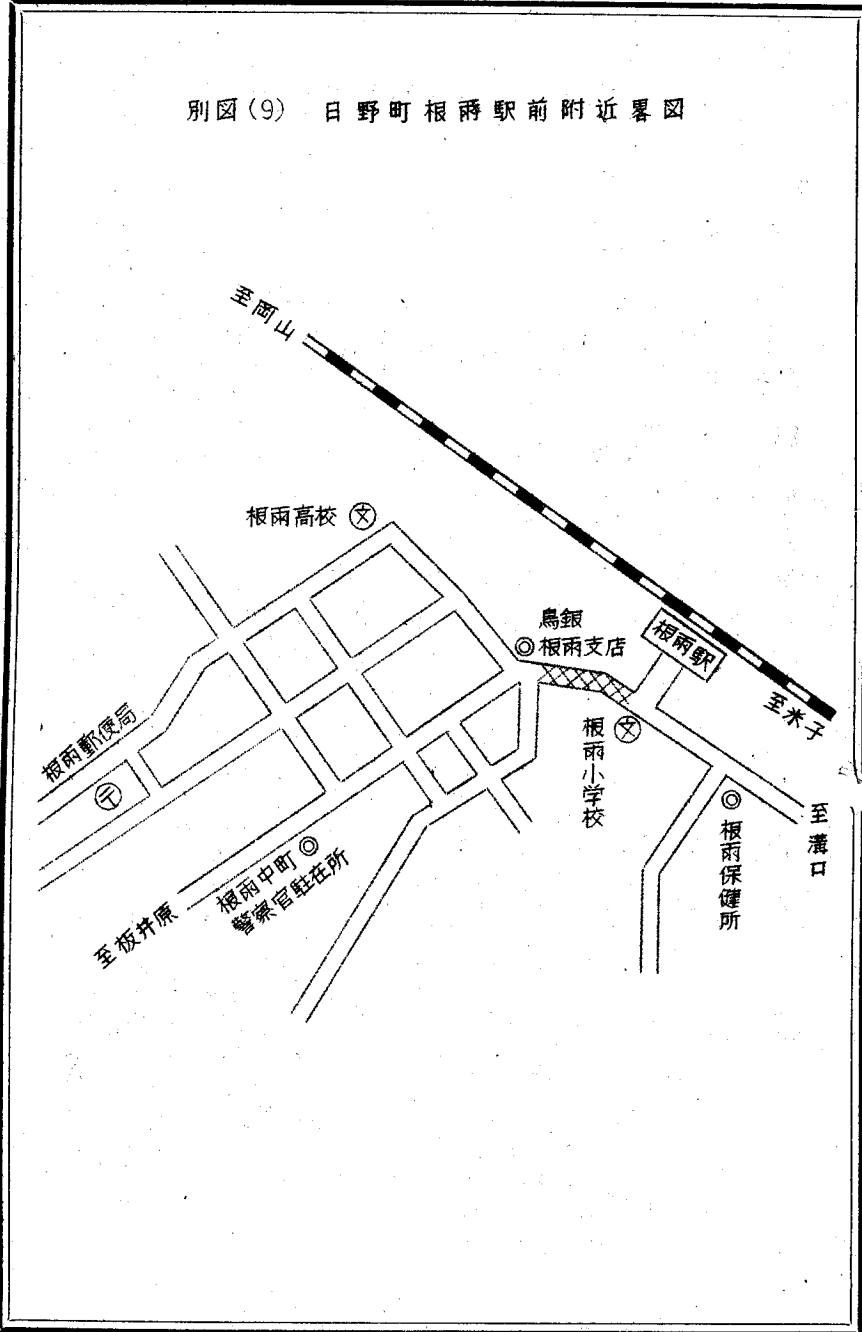 別図(9) 日野町根雨駅前附近畧図
至岡山
根雨高校 文
鳥銀
根雨支店
根雨駅
至米子
根雨郵便局
〒
根雨小学校
文
至溝口
根雨保健所
根雨中町
警察官駐在所
至板井原